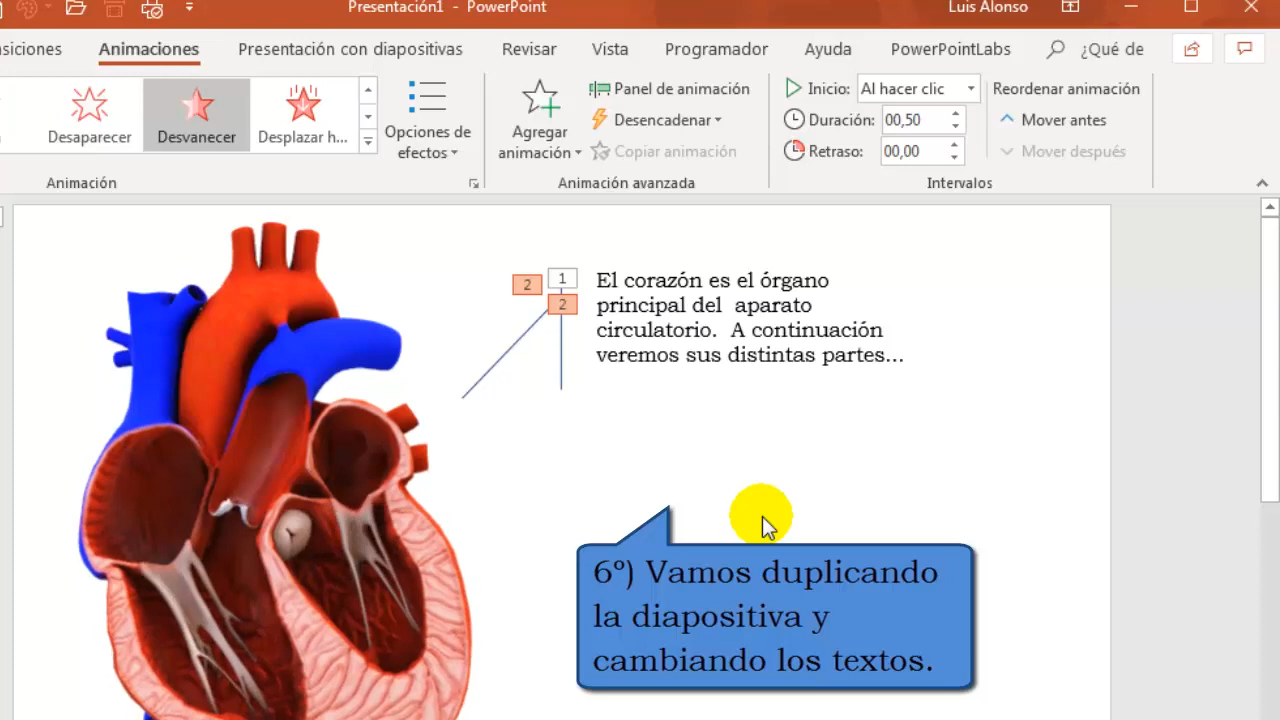 Presentación1 - PowerPoint
Luis Alonso
siciones
Animaciones
Presentación con diapositivas
Revisar
Vista
Programador
Ayuda
PowerPointLabs
¿Qué de
Desaparecer
Desvanecer
Desplazar h...
Opciones de
efectos
Animación
Agregar
animación
Panel de animación
Desencadenar
Copiar animación
Animación avanzada
Inicio: Al hacer clic
Duración: 00,50
Retraso: 00,00
Reordenar animación
Mover antes
Mover después
Intervalos
2
1
2
El corazón es el órgano
principal del aparato
circulatorio. A continuación
veremos sus distintas partes...
6º) Vamos duplicando
la diapositiva y
cambiando los textos.